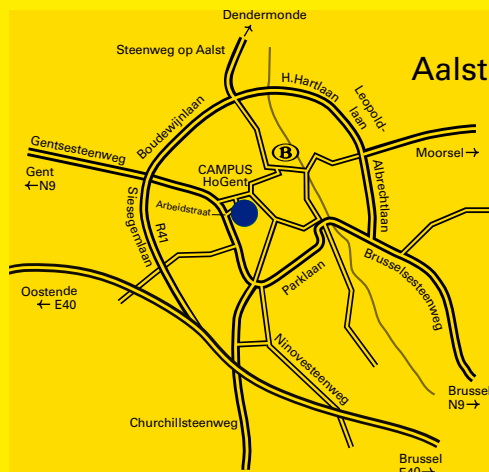 Dendermonde
Steenweg op Aalst
Aalst
H.Hartlaan
Leopold-
laan
Boudewijnlaan
Gentsesteenweg
B
Moorsel →
CAMPUS
HoGent
Albrechtlaan
Gent
← N9
Siesegemlaan
Arbeidstraat
R41
Brusselsesteenweg
Parklaan
Oostende
← E40
Ninovesteenweg
Brussel
N9 →
Churchillsteenweg
Brussel
E40 →